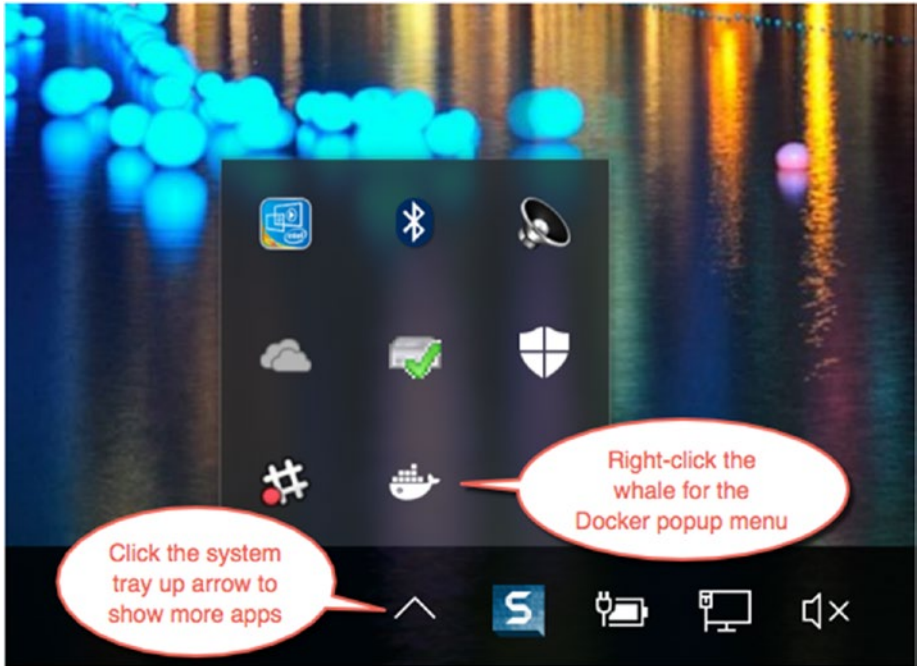 intel
Right-click the
whale for the
Docker popup menu
Click the system
tray up arrow to
show more apps
S